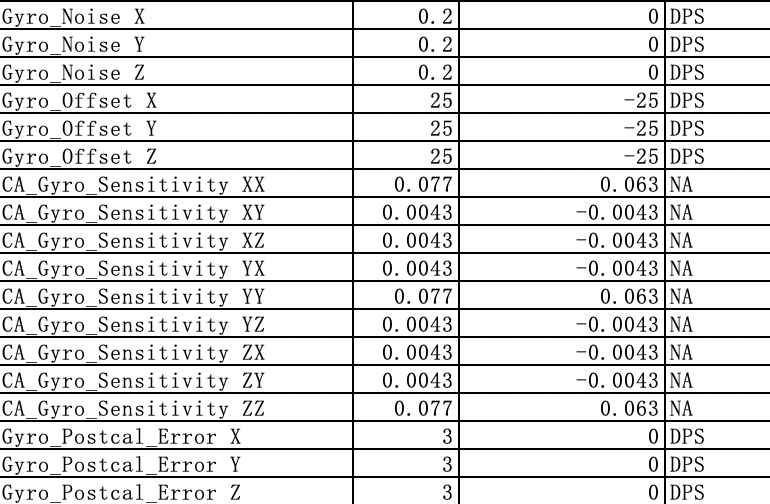 Gyro_Noise X 0.2 0 DPS
Gyro_Noise Y 0.2 0 DPS
Gyro_Noise Z 0.2 0 DPS
Gyro_Offset X 25 -25 DPS
Gyro_Offset Y 25 -25 DPS
Gyro_Offset Z 25 -25 DPS
CA_Gyro_Sensitivity XX 0.077 0.063 NA
CA_Gyro_Sensitivity XY 0.0043 -0.0043 NA
CA_Gyro_Sensitivity XZ 0.0043 -0.0043 NA
CA_Gyro_Sensitivity YX 0.0043 -0.0043 NA
CA_Gyro_Sensitivity YY 0.077 0.063 NA
CA_Gyro_Sensitivity YZ 0.0043 -0.0043 NA
CA_Gyro_Sensitivity ZX 0.0043 -0.0043 NA
CA_Gyro_Sensitivity ZY 0.0043 -0.0043 NA
CA_Gyro_Sensitivity ZZ 0.077 0.063 NA
Gyro_Postcal_Error X 3 0 DPS
Gyro_Postcal_Error Y 3 0 DPS
Gyro_Postcal_Error Z 3 0 DPS